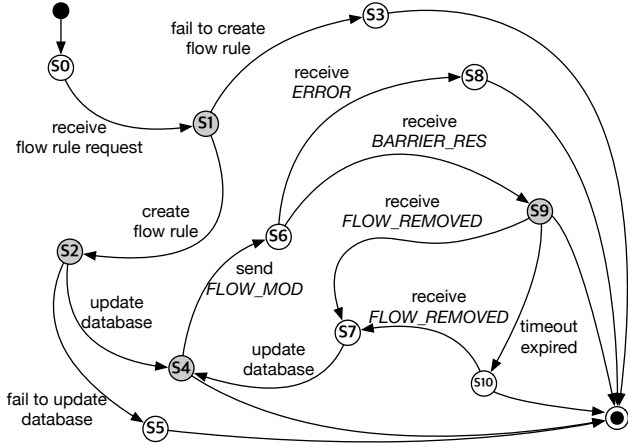 S3
fail to create
flow rule
S0
receive
ERROR
S8
S1
receive
flow rule request
receive
BARRIER_RES
create
flow rule
receive
FLOW_REMOVED
S9
S6
S2
send
FLOW_MOD
receive
FLOW_REMOVED
update
database
S7
timeout
expired
update
database
S4
S10
fail to update
database
S5